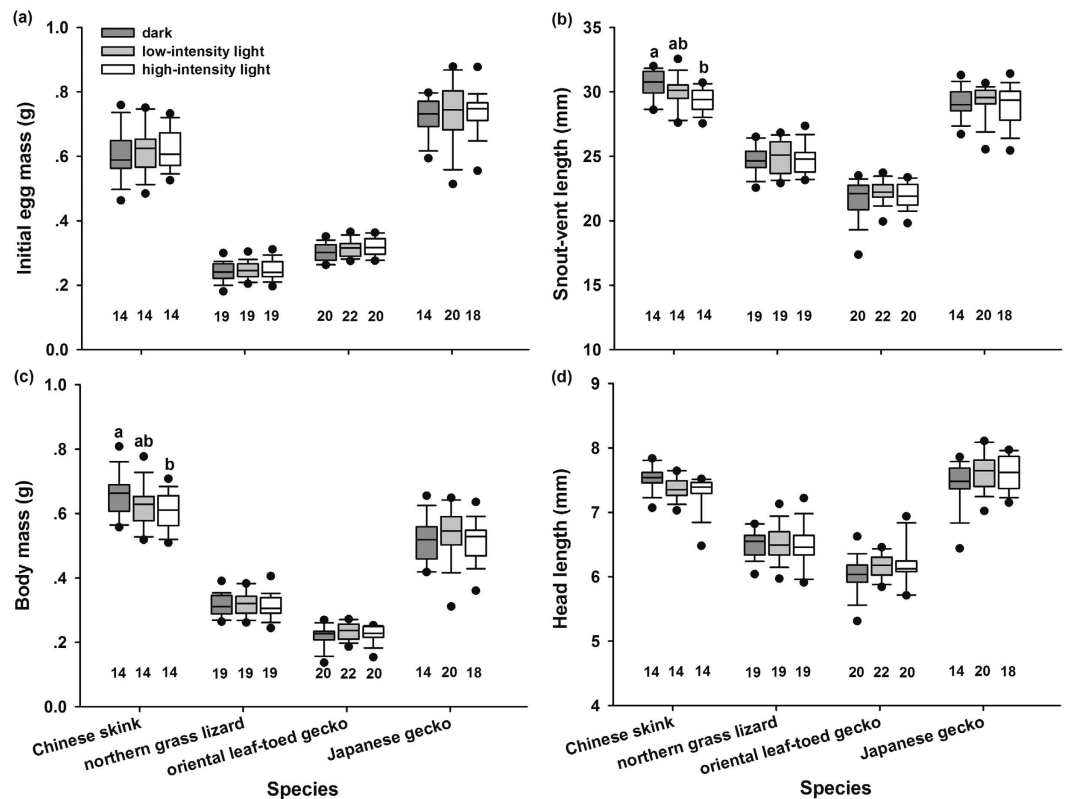 (a)
1.0
.8
.6
.4
.2
0.0
Initial egg mass (g)
dark
low-intensity light
high-intensity light
14 14 14 19 19 19 20 22 20 14 20 18
(b)
35
30
25
20
15
10
Snout-vent length (mm)
a ab b
14 14 14 19 19 19 20 22 20 14 20 18
(c)
1.0
.8
.6
.4
.2
0.0
Body mass (g)
a ab b
14 14 14 19 19 19 20 22 20 14 20 18
Chinese skink
northern grass lizard
oriental leaf-toed gecko
Japanese gecko
Species
(d)
9
8
7
6
5
4
Head length (mm)
14 14 14 19 19 19 20 22 20 14 20 18
Chinese skink
northern grass lizard
oriental leaf-toed gecko
Japanese gecko
Species